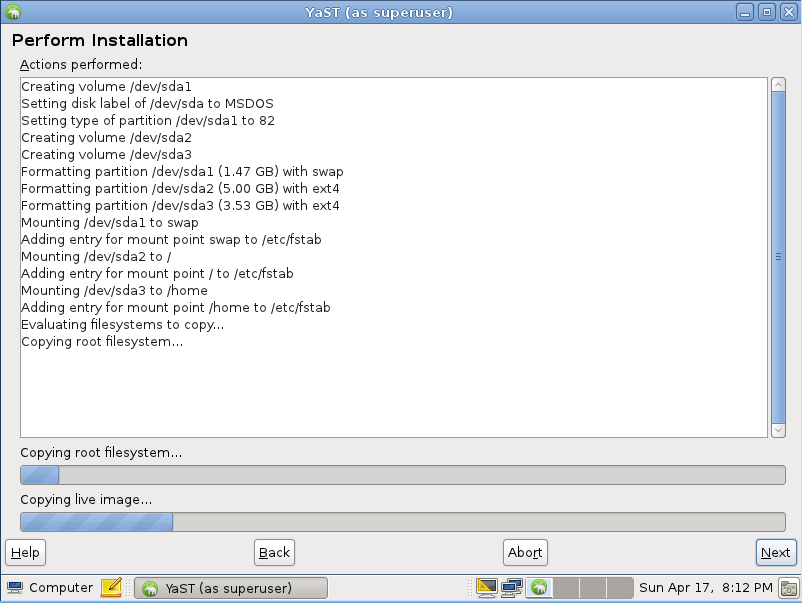 YaST (as superuser)
Perform Installation
Actions performed:
Creating volume /dev/sda1
Setting disk label of /dev/sda to MSDOS
Setting type of partition /dev/sda1 to 82
Creating volume /dev/sda2
Creating volume /dev/sda3
Formatting partition /dev/sda1 (1.47 GB) with swap
Formatting partition /dev/sda2 (5.00 GB) with ext4
Formatting partition /dev/sda3 (3.53 GB) with ext4
Mounting /dev/sda1 to swap
Adding entry for mount point swap to /etc/fstab
Mounting /dev/sda2 to /
Adding entry for mount point / to /etc/fstab
Mounting /dev/sda3 to /home
Adding entry for mount point /home to /etc/fstab
Evaluating filesystems to copy...
Copying root filesystem...
Copying root filesystem...
Copying live image...
Help Back Abort Next
Computer YaST (as superuser) Sun Apr 17, 8:12 PM